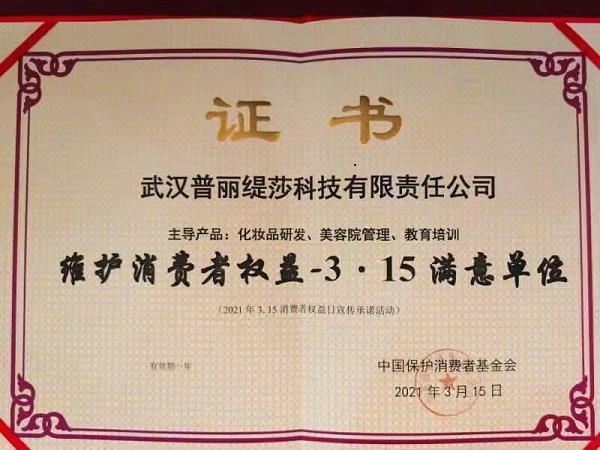 证书
武汉普丽缇莎科技有限责任公司
主导产品：化妆品研发、美容院管理、教育培训
维护消费者权益-3·15满意单位
（2021年3.15消费者权益日宣传承诺活动）
有效期一年
中国保护消费者基金会
2021年3月15日